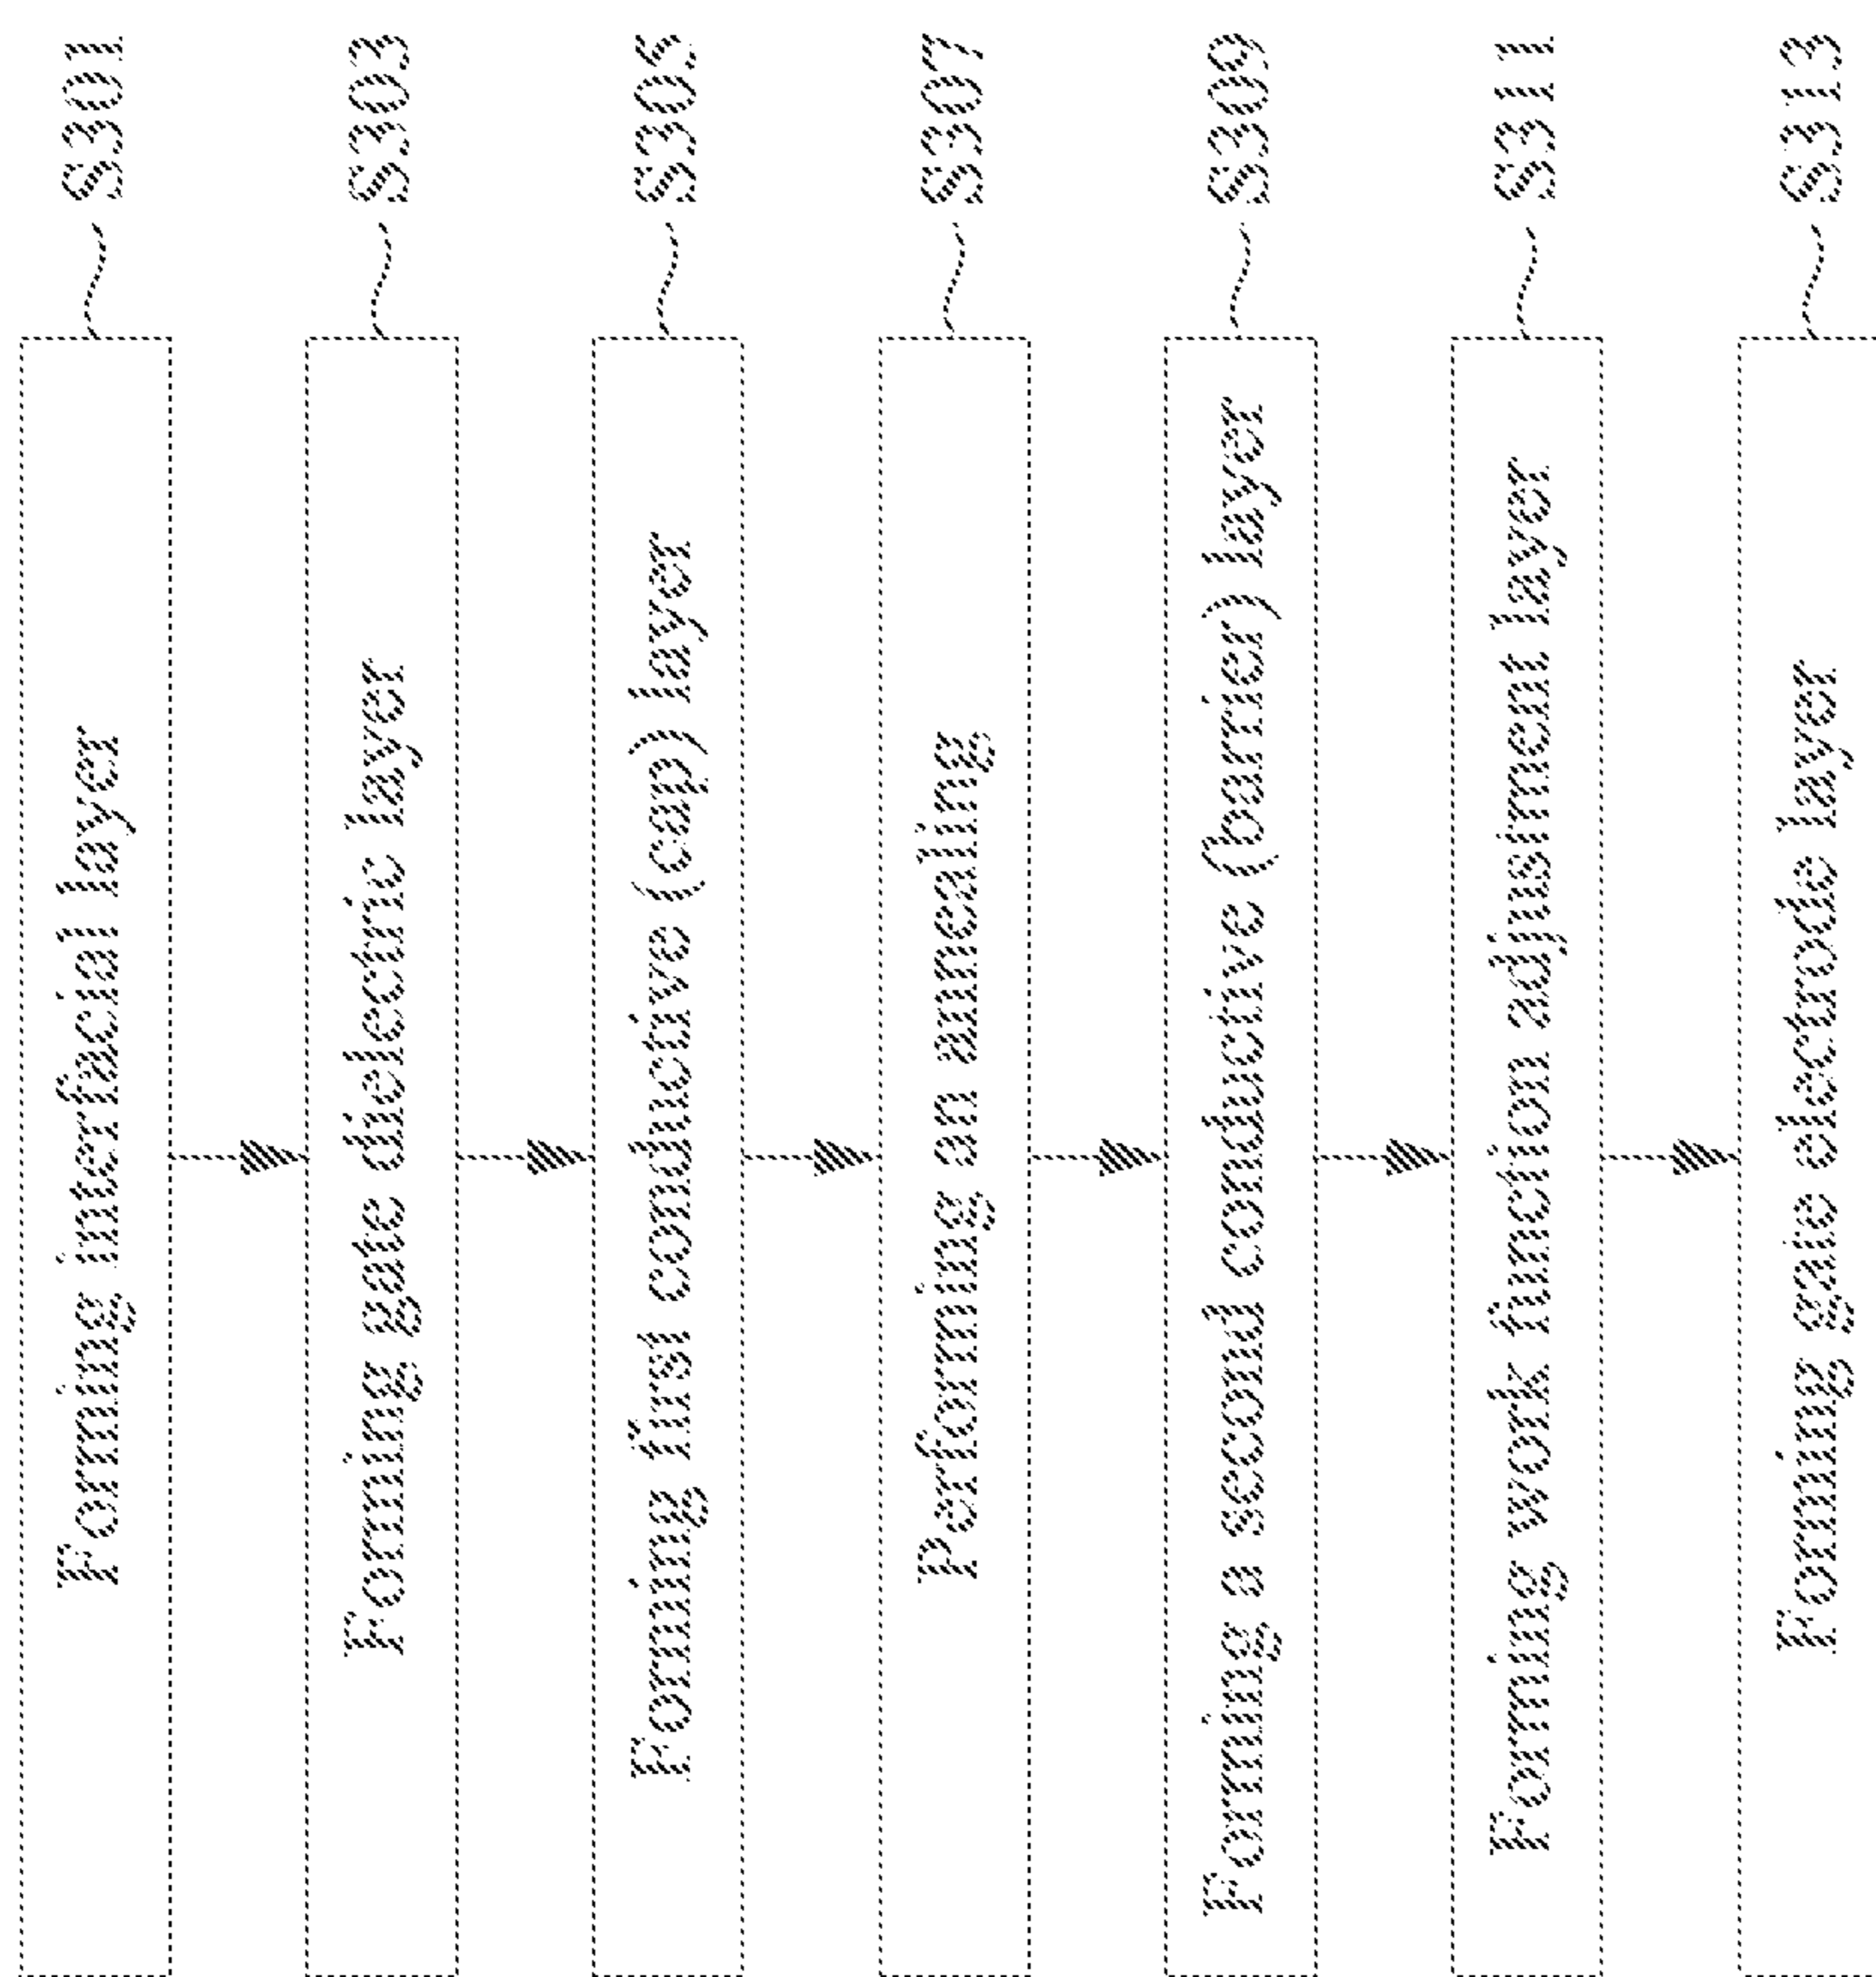 Forming interfacial layer S301
Forming gate dielectric layer S303
Forming first conductive (cap) layer S305
Performing an annealing S307
Forming a second conductive (barrier) layer S309
Forming work function adjustment layer S311
Forming gate electrode layer S313